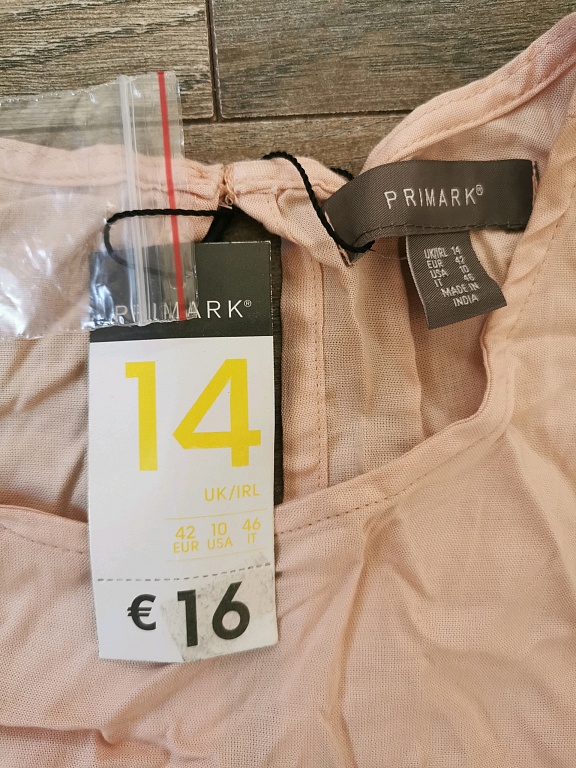 PRIMARK®
UK/IRL 14
EUR 42
USA 10
IT 46
MADE IN
INDIA
PRIMARK®
14
UK/IRL
42 10 46
EUR USA IT
€ 16